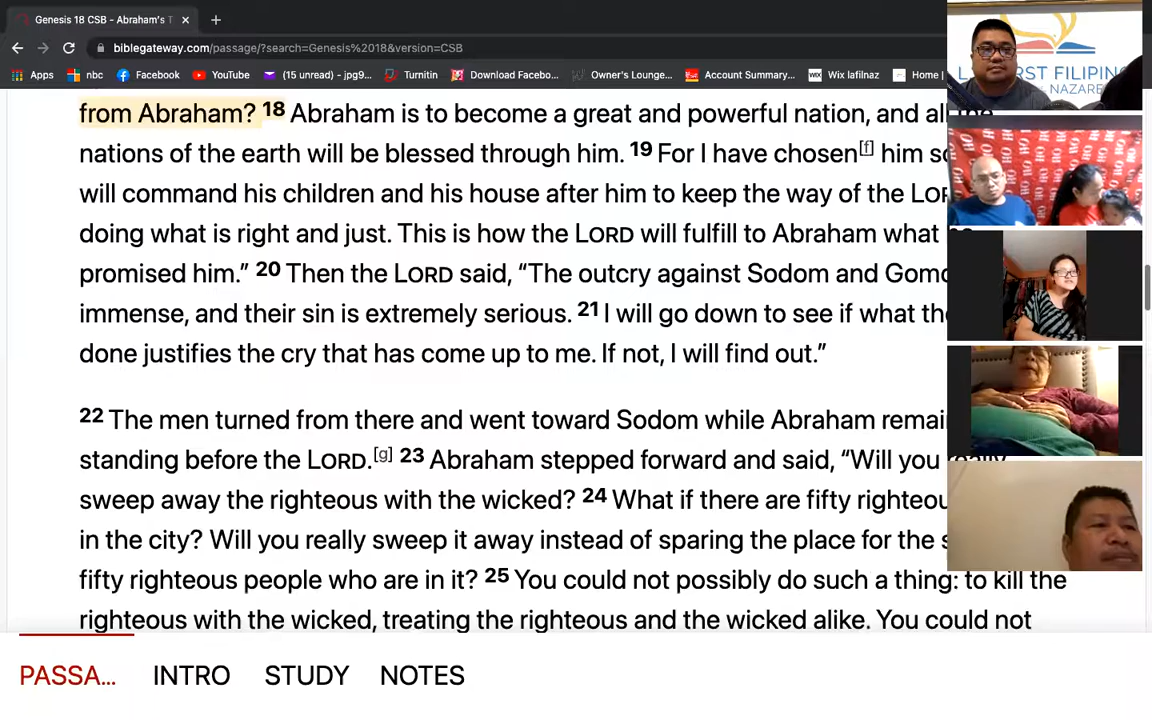 Genesis 18 CSB - Abraham's T
biblegateway.com/passage/?search=Genesis%2018&version=CSB
Apps nbc Facebook YouTube (15 unread) - jpg9... Turnitin Download Facebo... Owner's Lounge... Account Summary... WIX Wix lafilnaz Home |
from Abraham? 18 Abraham is to become a great and powerful nation, and all the
nations of the earth will be blessed through him. 19 For I have chosen[f] him
will command his children and his house after him to keep the way of the
doing what is right and just. This is how the LORD will fulfill to Abraham what
promised him.” 20 Then the LORD said, “The outcry against Sodom and
immense, and their sin is extremely serious. 21 I will go down to see if what
done justifies the cry that has come up to me. If not, I will find out.”
22 The men turned from there and went toward Sodom while Abraham
standing before the LORD.[g] 23 Abraham stepped forward and said, “Will you really
sweep away the righteous with the wicked? 24 What if there are fifty
in the city? Will you really sweep it away instead of sparing the place for the
fifty righteous people who are in it? 25 You could not possibly do such a thing: to kill the
righteous with the wicked, treating the righteous and the wicked alike. You could not
PASSA... INTRO STUDY NOTES
FIRST FILIPIN
NAZARE
HO HO HO